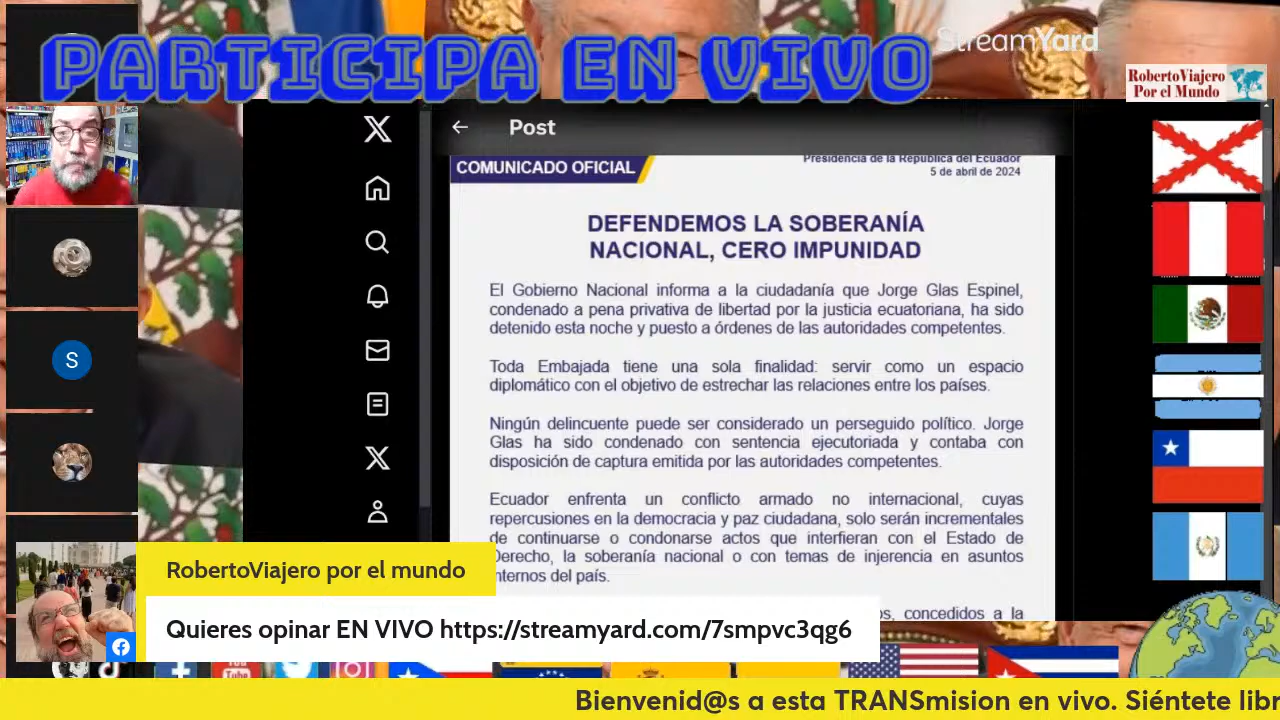 PARTICIPA EN VIVO
StreamYard
RobertoViajero
Por el Mundo
Post
COMUNICADO OFICIAL
Presidencia de la República del Ecuador
5 de abril de 2024
DEFENDEMOS LA SOBERANÍA
NACIONAL, CERO IMPUNIDAD
El Gobierno Nacional informa a la ciudadanía que Jorge Glas Espinel,
condenado a pena privativa de libertad por la justicia ecuatoriana, ha sido
detenido esta noche y puesto a órdenes de las autoridades competentes.
Toda Embajada tiene una sola finalidad: servir como un espacio
diplomático con el objetivo de estrechar las relaciones entre los países.
Ningún delincuente puede ser considerado un perseguido político. Jorge
Glas ha sido condenado con sentencia ejecutoriada y contaba con
disposición de captura emitida por las autoridades competentes.
Ecuador enfrenta un conflicto armado no internacional, cuyas
repercusiones en la democracia y paz ciudadana, solo serán incrementales
de continuarse o condonarse actos que interfieran con el Estado de
Derecho, la soberanía nacional o con temas de injerencia en asuntos
internos del país.
concedidos a la
S
RobertoViajero por el mundo
Quieres opinar EN VIVO https://streamyard.com/7smpvc3qg6
You
Tube
Bienvenid@s a esta TRANSmision en vivo. Siéntete libr